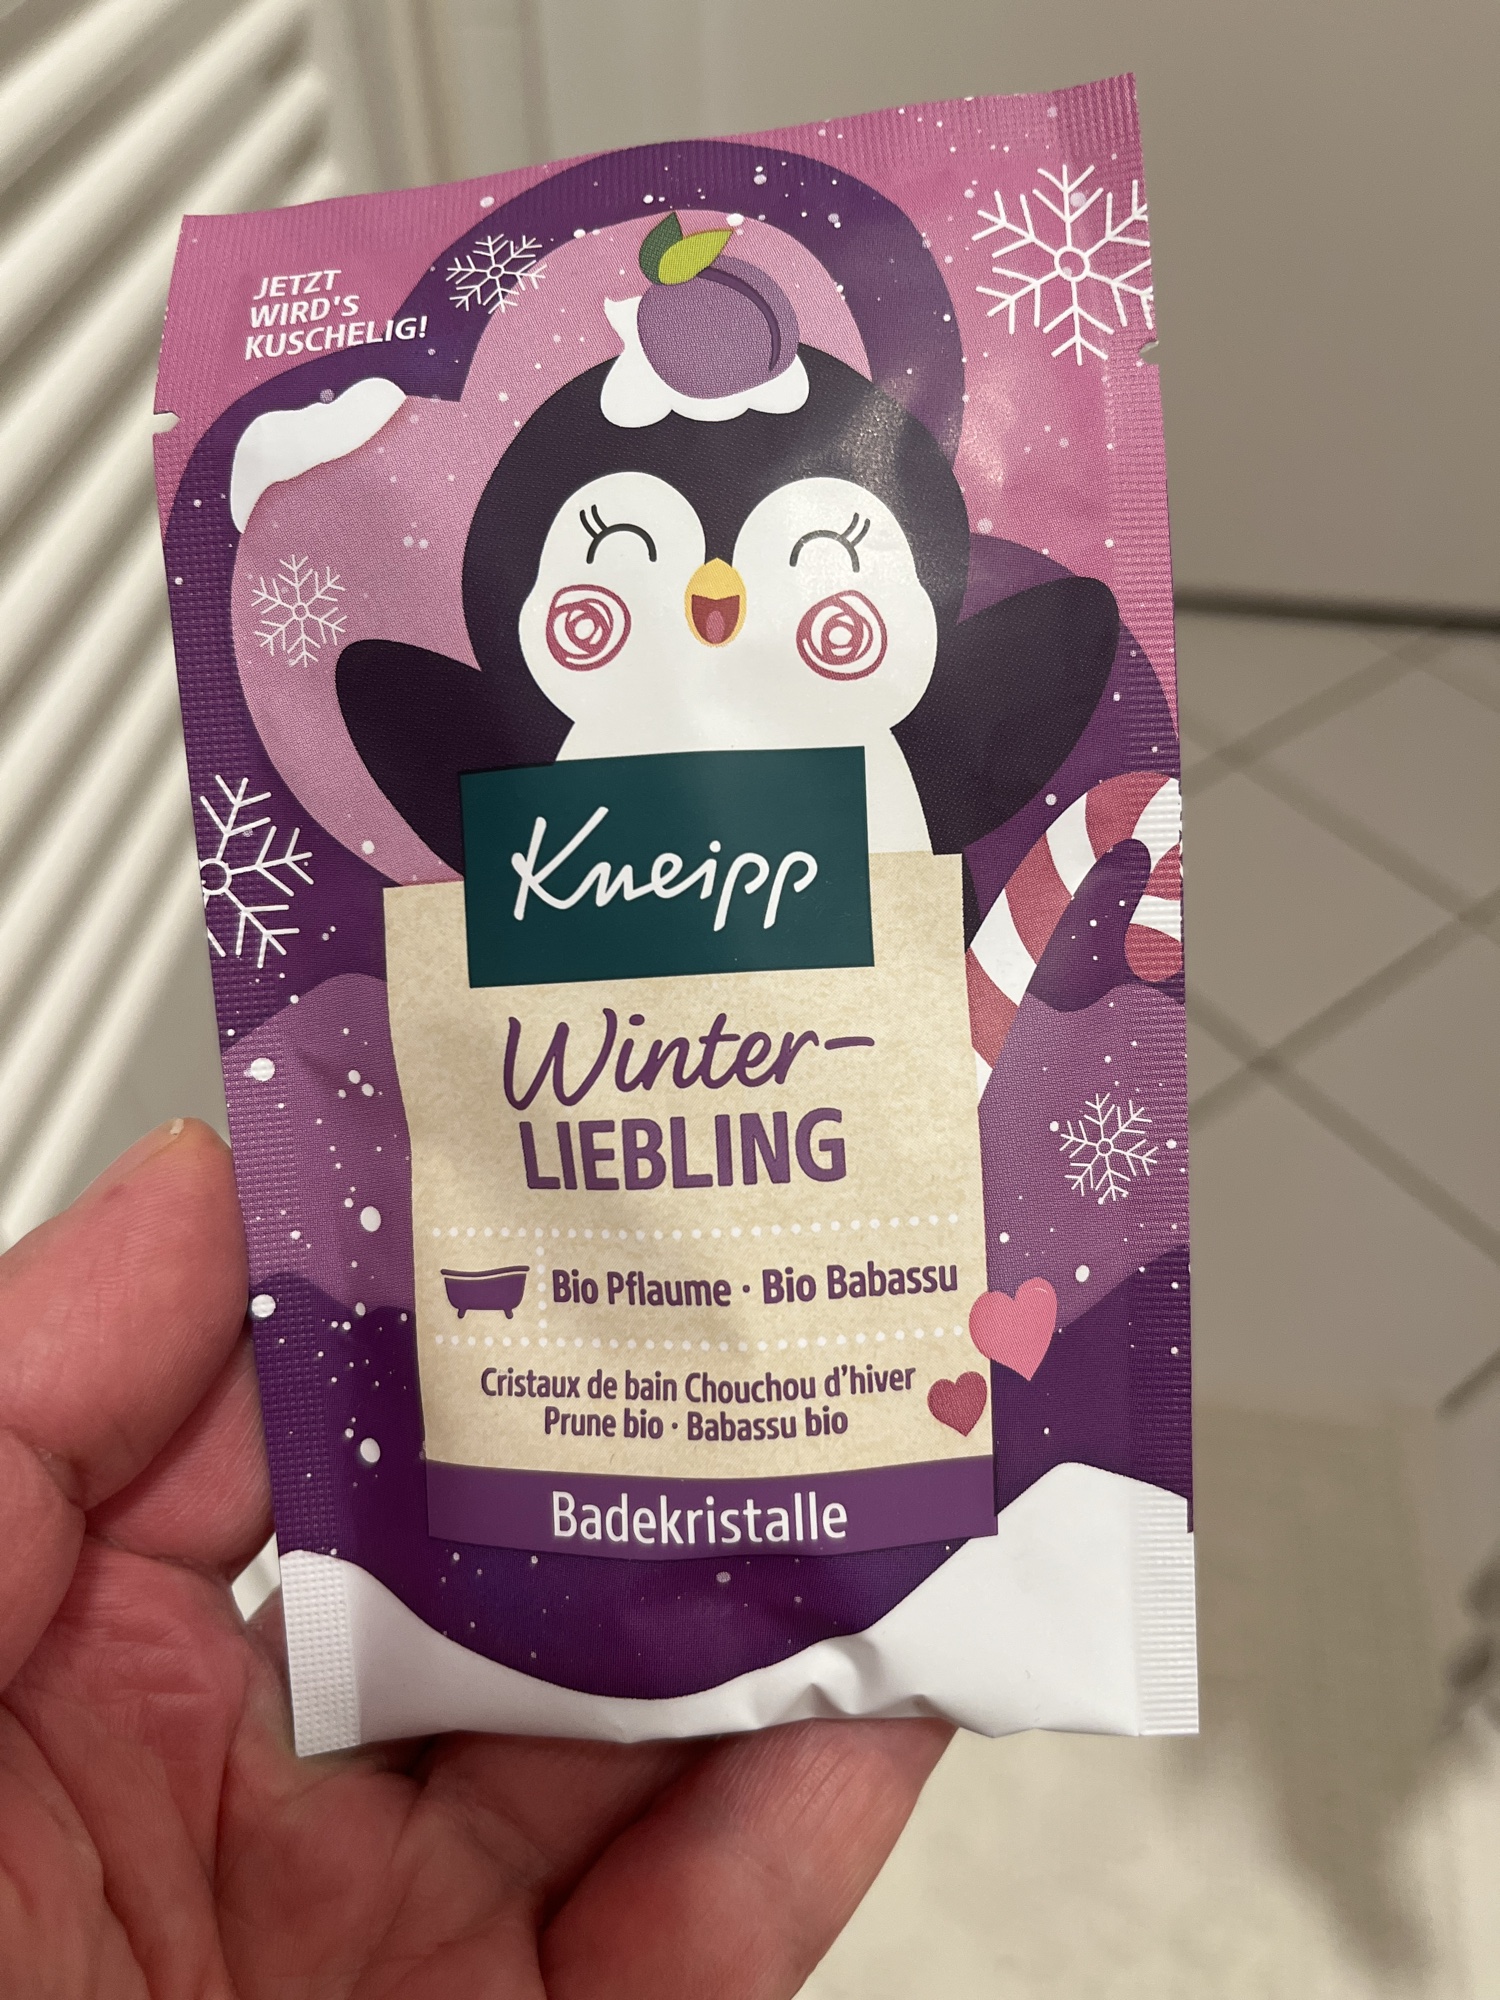 JETZT
WIRD'S
KUSCHELIG!
Kneipp
Winter-
LIEBLING
Bio Pflaume · Bio Babassu
Cristaux de bain Chouchou d'hiver
Prune bio · Babassu bio
Badekristalle